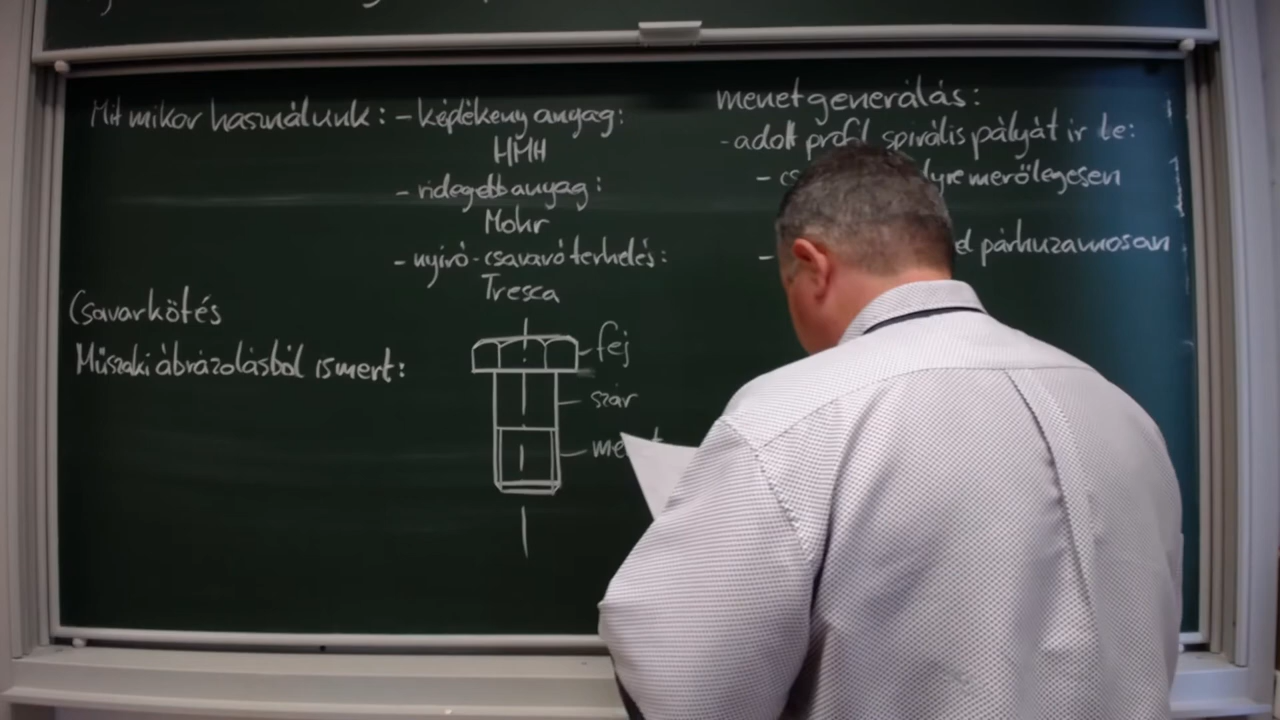 Mit mikor használunk: - képlékeny anyag:
HMH
- ridegebb anyag:
Mohr
- nyíró-csavaró terhelés:
Tresca
Csavarkötés
Műszaki ábrázolásból ismert:
fej
szár
menetgenerálás:
- adott profil spirális pályát ír le:
- merőlegesen
- párhuzamosan